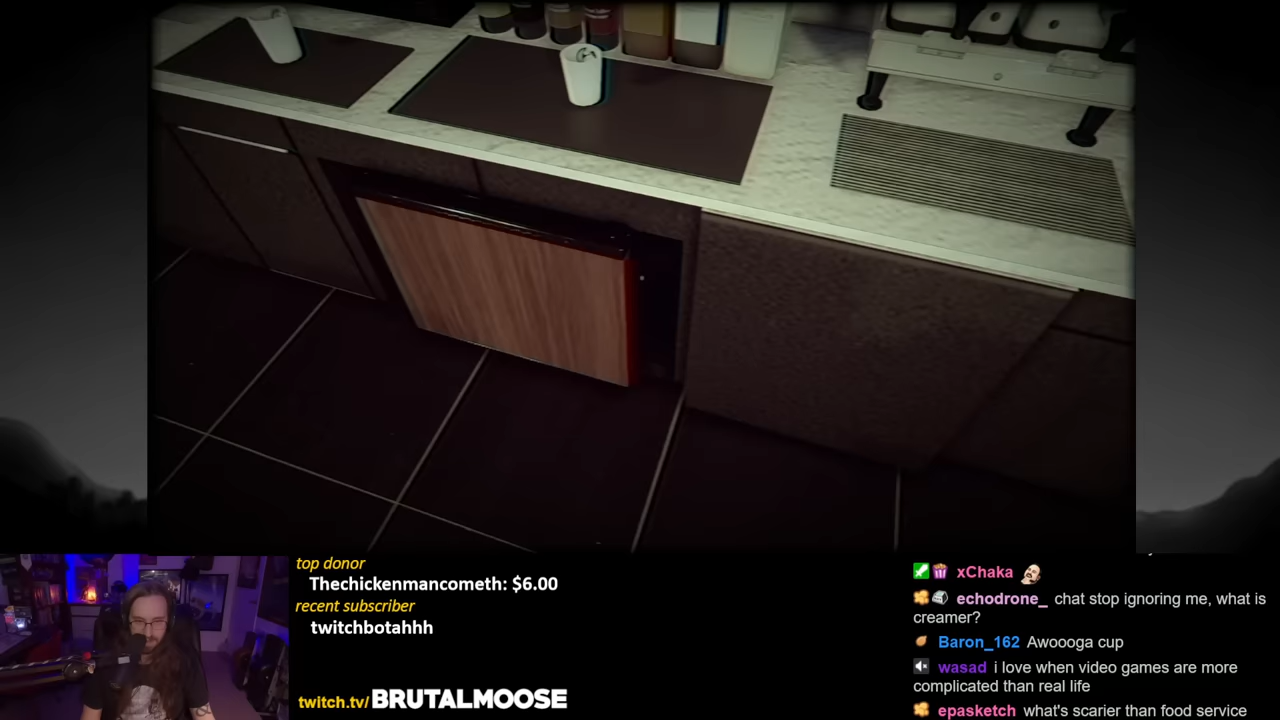 top donor
Thechickenmancometh: $6.00
recent subscriber
twitchbotahhh
twitch.tv/BRUTALMOOSE
xChaka
echodrone_ chat stop ignoring me, what is
creamer?
Baron_162 Awoooga cup
wasad i love when video games are more
complicated than real life
epasketch what's scarier than food service